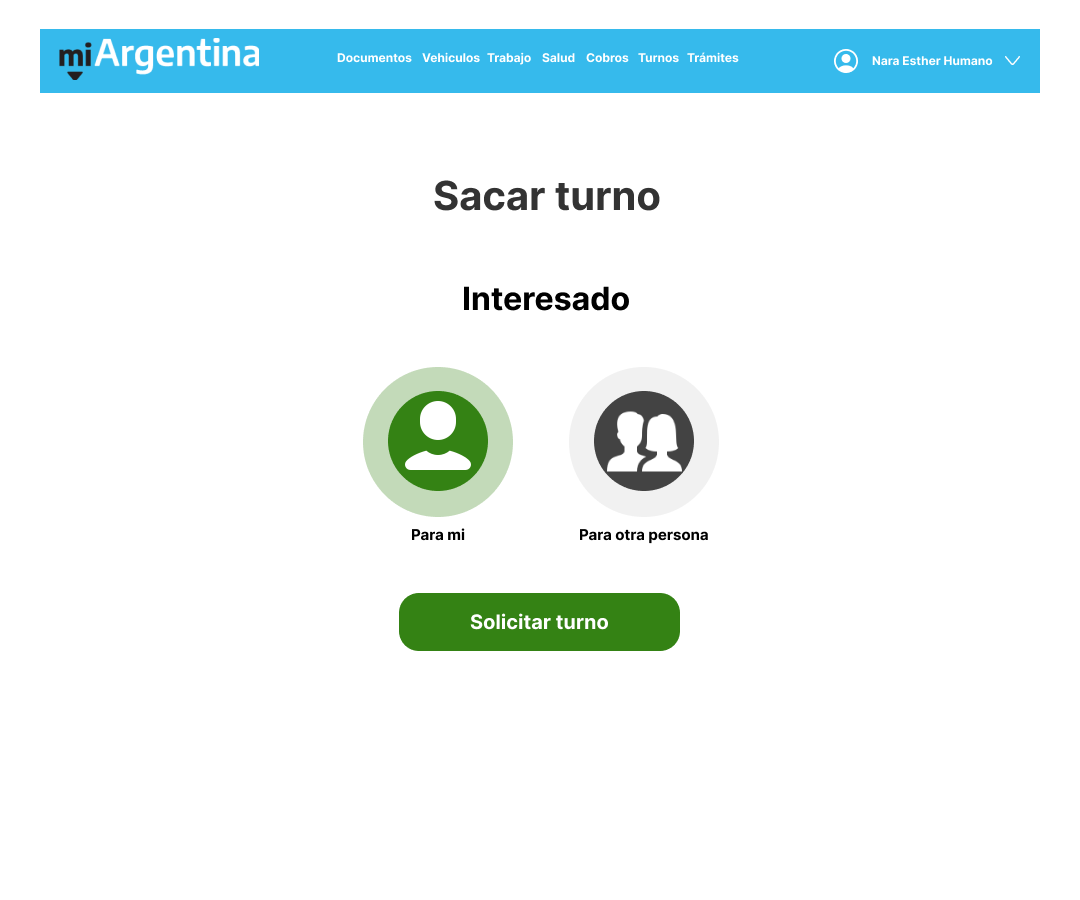 miArgentina
Documentos Vehiculos Trabajo Salud Cobros Turnos Trámites
Nara Esther Humano
Sacar turno
Interesado
Para mi Para otra persona
Solicitar turno